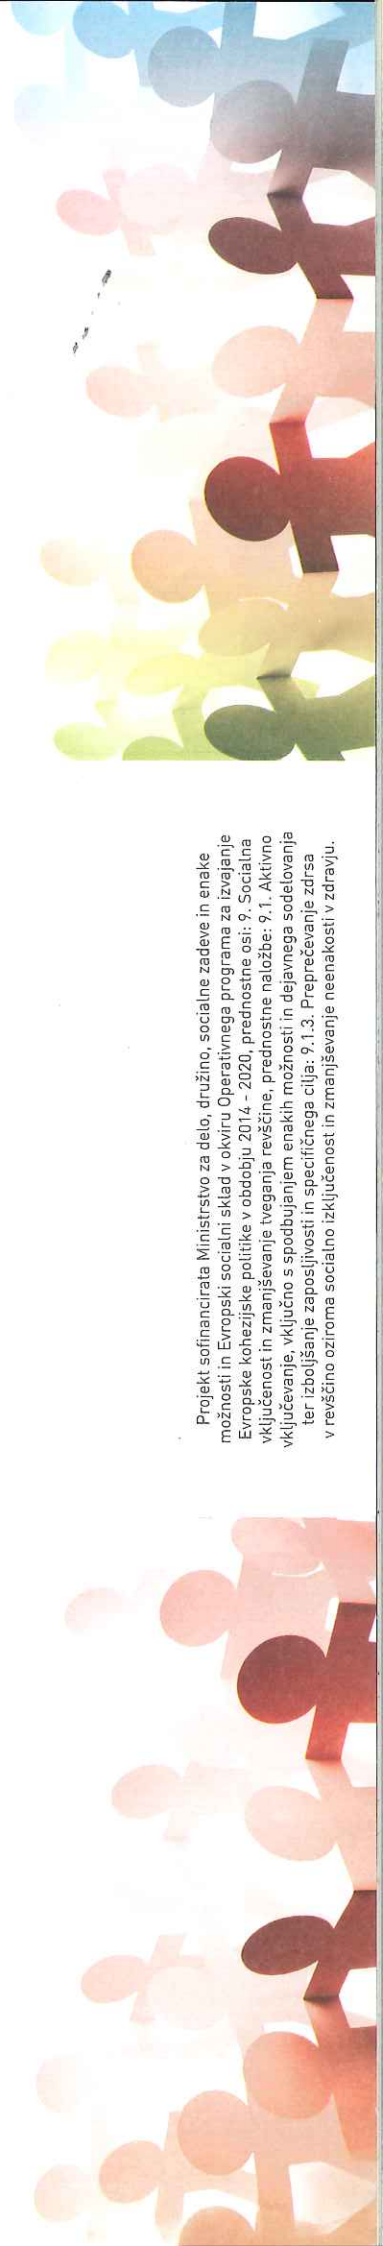 Projekt sofinancirata Ministrstvo za delo, družino, socialne zadeve in enake
možnosti in Evropski socialni sklad v okviru Operativnega programa za izvajanje
Evropske kohezijske politike v obdobju 2014 - 2020, prednostne osi: 9. Socialna
vključenost in zmanjševanje tveganja revščine, prednostne naložbe: 9.1. Aktivno
vključevanje, vključno s spodbujanjem enakih možnosti in dejavnega sodelovanja
ter izboljšanje zaposljivosti in specifičnega cilja: 9.1.3. Preprečevanje zdrsa
v revščino oziroma socialno izključenost in zmanjševanje neenakosti v zdravju.